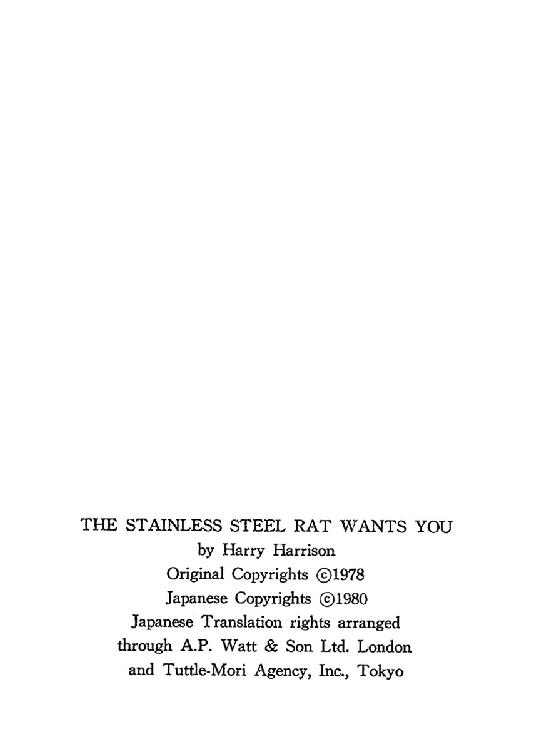 THE STAINLESS STEEL RAT WANTS YOU
by Harry Harrison
Original Copyrights ©1978
Japanese Copyrights ©1980
Japanese Translation rights arranged
through A.P. Watt & Son Ltd. London
and Tuttle-Mori Agency, Inc., Tokyo